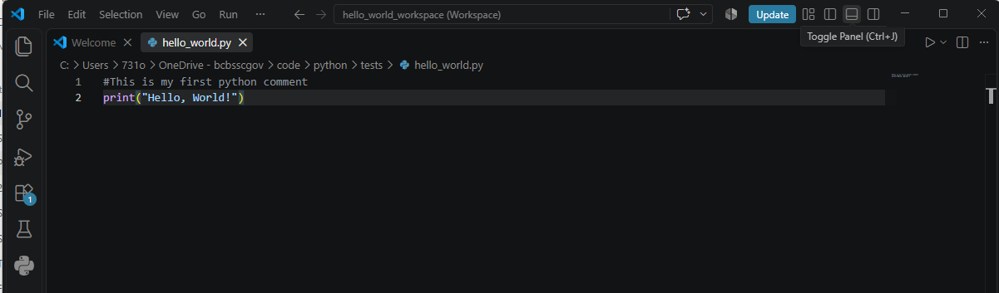 File Edit Selection View Go Run ··· hello_world_workspace (Workspace) Update
Toggle Panel (Ctrl+J)
Welcome hello_world.py
C: > Users > 731o > OneDrive - bcbsscgov > code > python > tests > hello_world.py
1 #This is my first python comment
2 print("Hello, World!")
1